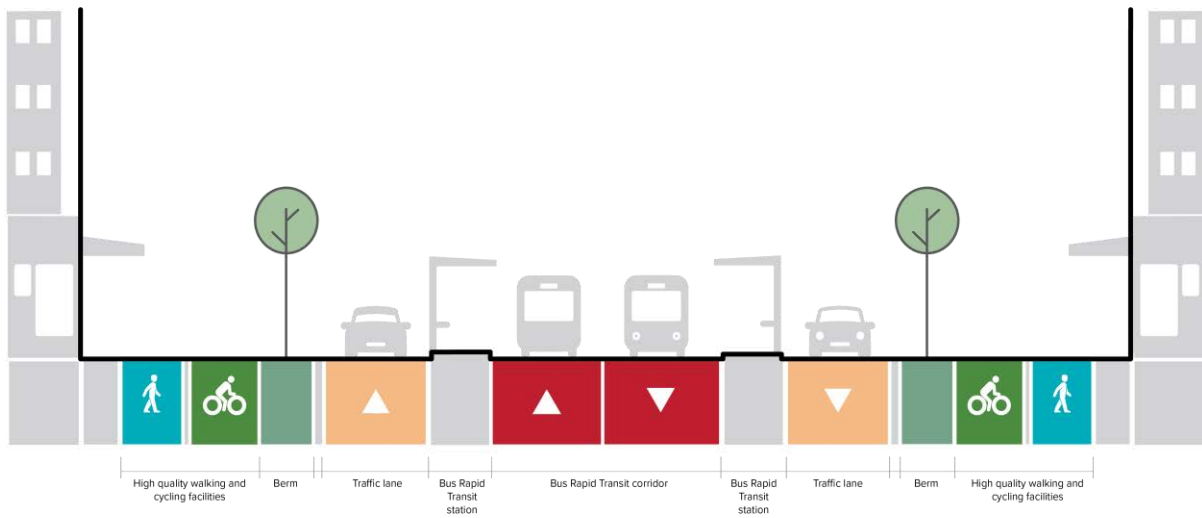 High quality walking and
cycling facilities
Berm
Traffic lane
Bus Rapid
Transit
station
Bus Rapid Transit corridor
Bus Rapid
Transit
station
Traffic lane
Berm
High quality walking and
cycling facilities